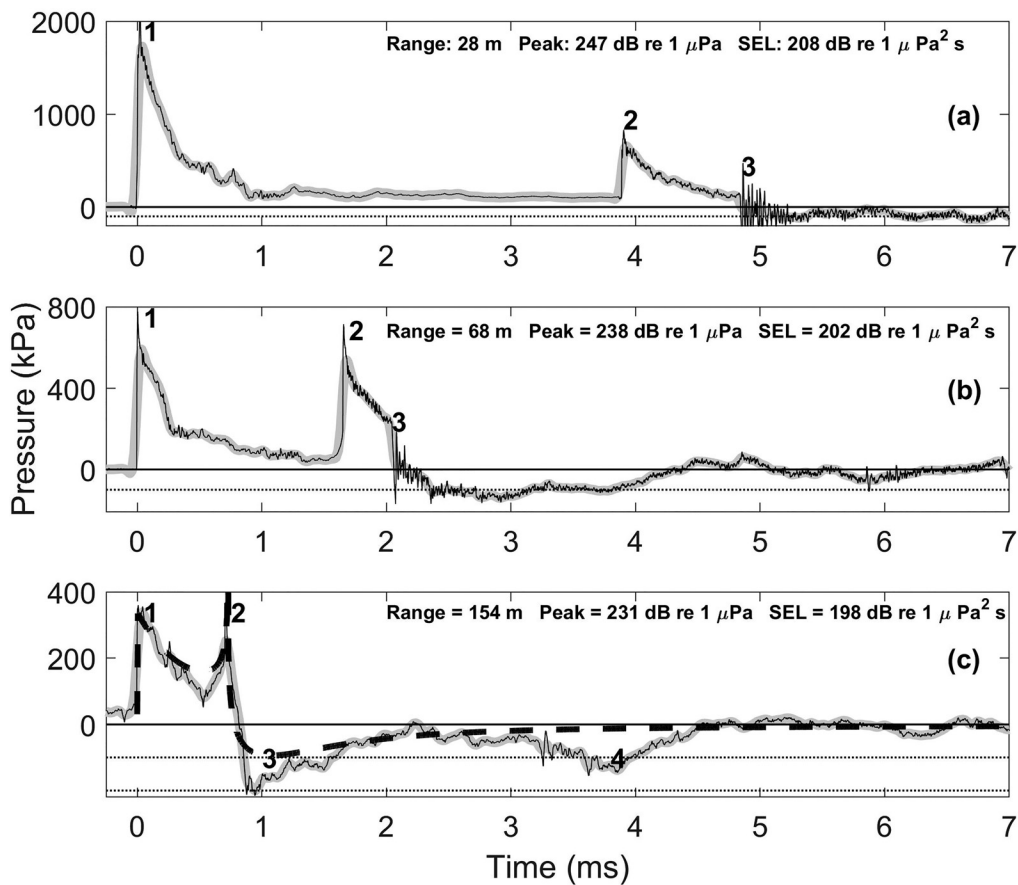 2000
1000
0
1
2
3
Range: 28 m Peak: 247 dB re 1 μPa SEL: 208 dB re 1 μ Pa² s
(a)
0 1 2 3 4 5 6 7
Pressure (kPa)
800
400
0
1
2
3
Range = 68 m Peak = 238 dB re 1 μPa SEL = 202 dB re 1 μ Pa² s
(b)
0 1 2 3 4 5 6 7
400
200
0
1
2
3
4
Range = 154 m Peak = 231 dB re 1 μPa SEL = 198 dB re 1 μ Pa² s
(c)
0 1 2 3 4 5 6 7
Time (ms)